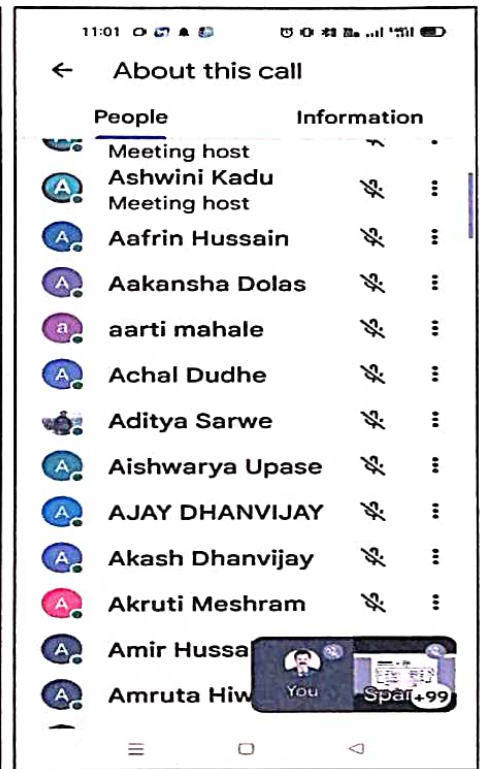 11:01
← About this call
People Information
Meeting host
A Ashwini Kadu
Meeting host
A Aafrin Hussain
A Aakansha Dolas
a aarti mahale
A Achal Dudhe
Aditya Sarwe
A Aishwarya Upase
A AJAY DHANVIJAY
A Akash Dhanvijay
A Akruti Meshram
A Amir Hussa
A Amruta Hiw
You Spar +99